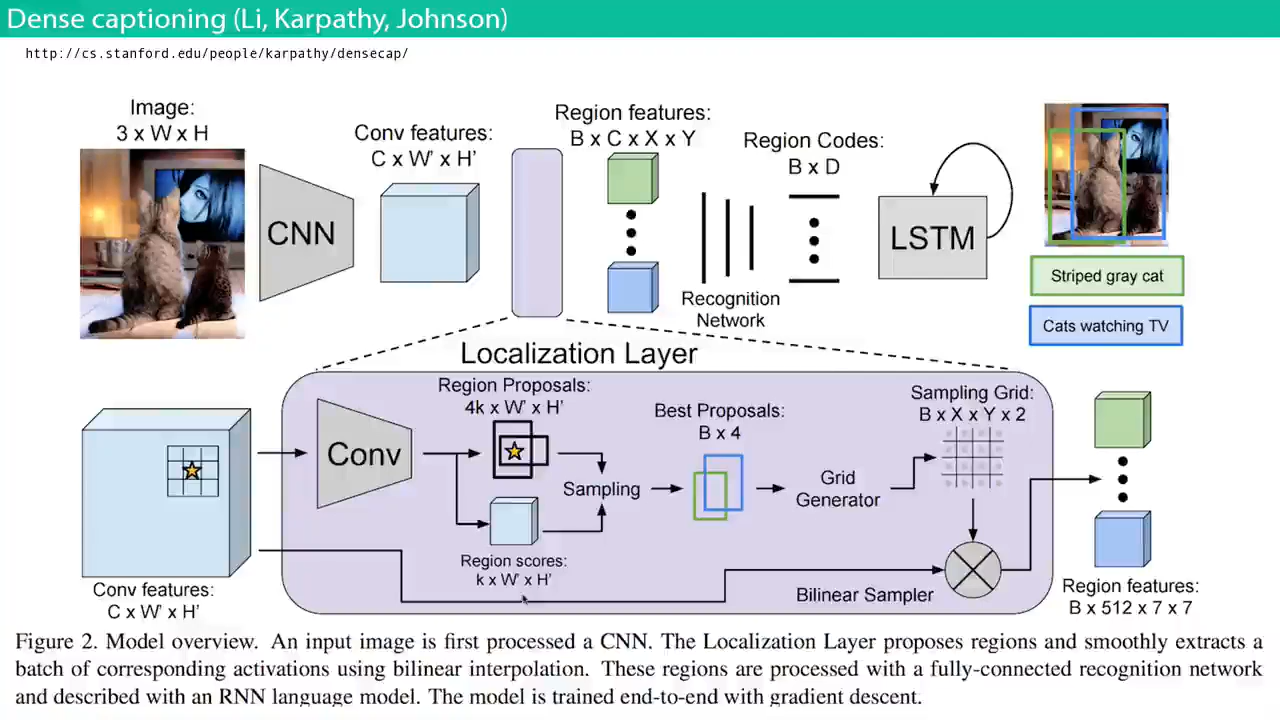 Dense captioning (Li, Karpathy, Johnson)
http://cs.stanford.edu/people/karpathy/densecap/
Image:
3 x W x H
CNN
Conv features:
C x W' x H'
Region features:
B x C x X x Y
Recognition
Network
Region Codes:
B x D
LSTM
Striped gray cat
Cats watching TV
Localization Layer
Conv features:
C x W' x H'
Conv
Region Proposals:
4k x W' x H'
Region scores:
k x W' x H'
Sampling
Best Proposals:
B x 4
Grid
Generator
Sampling Grid:
B x X x Y x 2
Bilinear Sampler
Region features:
B x 512 x 7 x 7
Figure 2. Model overview. An input image is first processed a CNN. The Localization Layer proposes regions and smoothly extracts a
batch of corresponding activations using bilinear interpolation. These regions are processed with a fully-connected recognition network
and described with an RNN language model. The model is trained end-to-end with gradient descent.